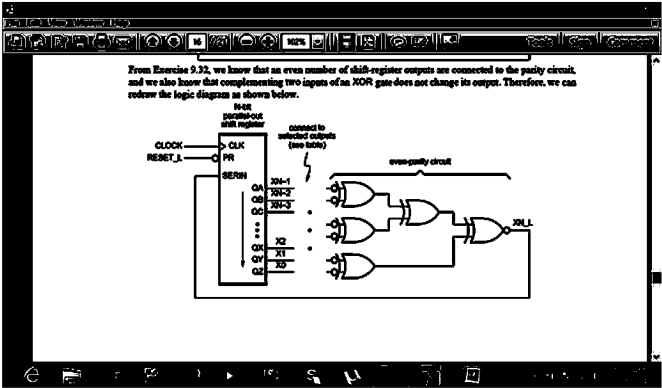 16
102%
Tools Sign Comment
From Exercise 9.32, we know that an even number of shift-register outputs are connected to the parity circuit,
and we also know that complementing two inputs of an XOR gate does not change its output. Therefore, we can
redraw the logic diagram as shown below.
N-bit
parallel-out
shift register
connect to
selected outputs
(see table)
even-parity circuit
CLOCK
CLK
RESET_L
PR
SERIN
QA XN-1
QB XN-2
QC XN-3
QX X2
QY X1
QZ X0
XN_L